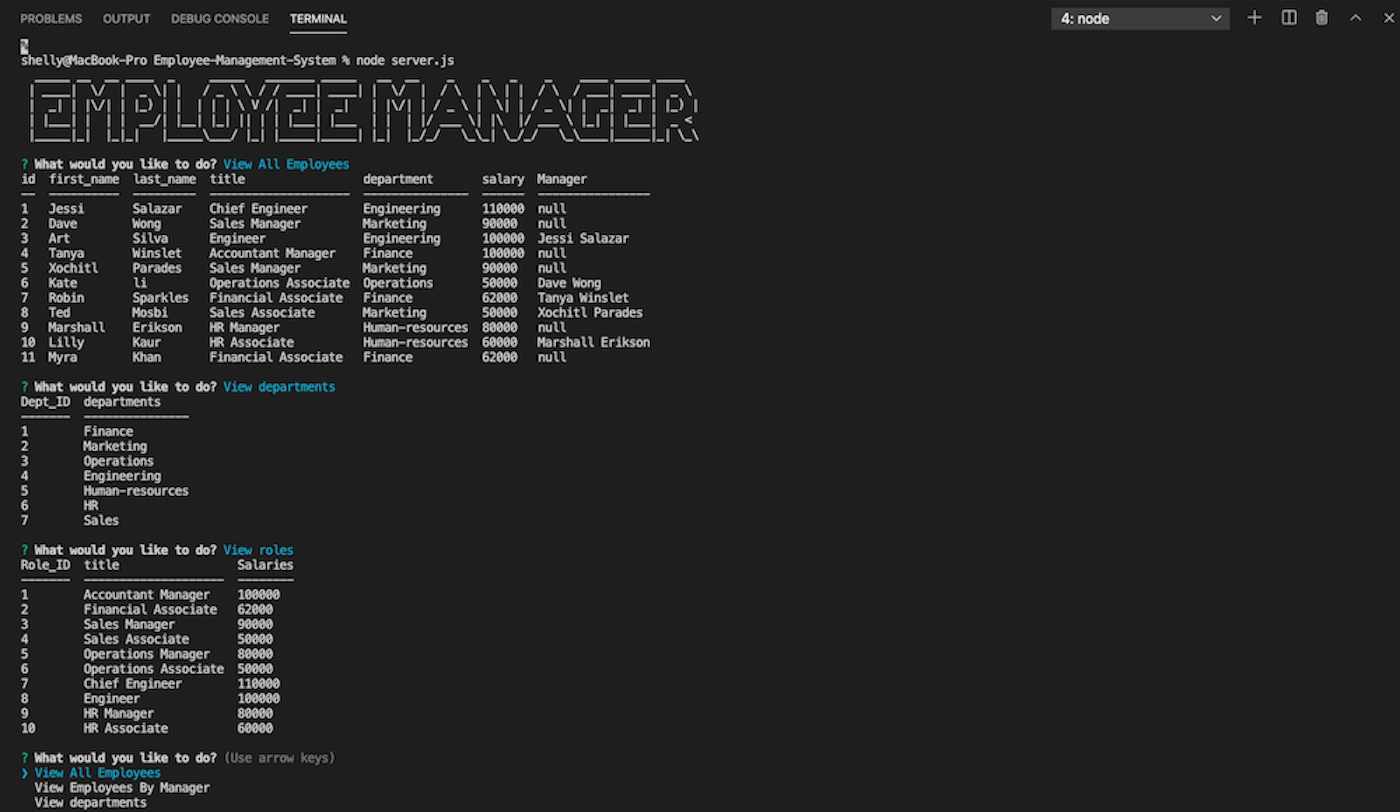 PROBLEMS OUTPUT DEBUG CONSOLE TERMINAL 4: node
shelly@MacBook-Pro Employee-Management-System % node server.js
EMPLOYEE MANAGER
? What would you like to do? View All Employees
id first_name last_name title department salary Manager
1 Jessi Salazar Chief Engineer Engineering 110000 null
2 Dave Wong Sales Manager Marketing 90000 null
3 Art Silva Engineer Engineering 100000 Jessi Salazar
4 Tanya Winslet Accountant Manager Finance 100000 null
5 Xochitl Parades Sales Manager Marketing 90000 null
6 Kate li Operations Associate Operations 50000 Dave Wong
7 Robin Sparkles Financial Associate Finance 62000 Tanya Winslet
8 Ted Mosbi Sales Associate Marketing 50000 Xochitl Parades
9 Marshall Erikson HR Manager Human-resources 80000 null
10 Lilly Kaur HR Associate Human-resources 60000 Marshall Erikson
11 Myra Khan Financial Associate Finance 62000 null
? What would you like to do? View departments
Dept_ID departments
1 Finance
2 Marketing
3 Operations
4 Engineering
5 Human-resources
6 HR
7 Sales
? What would you like to do? View roles
Role_ID title Salaries
1 Accountant Manager 100000
2 Financial Associate 62000
3 Sales Manager 90000
4 Sales Associate 50000
5 Operations Manager 80000
6 Operations Associate 50000
7 Chief Engineer 110000
8 Engineer 100000
9 HR Manager 80000
10 HR Associate 60000
? What would you like to do? (Use arrow keys)
❯ View All Employees
View Employees By Manager
View departments